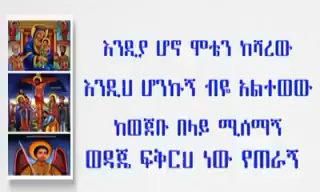 እንዲያ ሆኖ ሞቴን ከሻረው
እንዲህ ሆንኩኝ ብዬ አልተወው
ከወጀቡ በላይ ሚሰማኝ
ወዳጄ ፍቅርህ ነው የጠራኝ